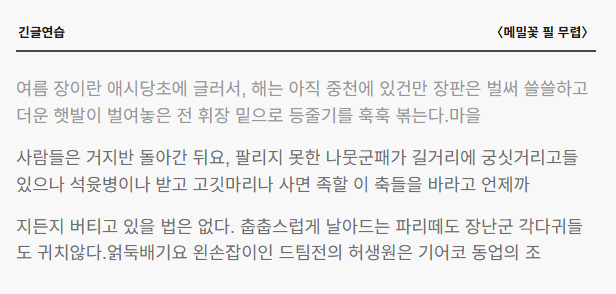 긴글연습
〈메밀꽃 필 무렵〉
여름 장이란 애시당초에 글러서, 해는 아직 중천에 있건만 장판은 벌써 쓸쓸하고
더운 햇발이 벌여놓은 전 휘장 밑으로 등줄기를 훅훅 볶는다.마을
사람들은 거지반 돌아간 뒤요, 팔리지 못한 나뭇군패가 길거리에 궁싯거리고들
있으나 석윳병이나 받고 고깃마리나 사면 족할 이 축들을 바라고 언제까
지든지 버티고 있을 법은 없다. 춥춥스럽게 날아드는 파리떼도 장난군 각다귀들
도 귀치않다.얽둑배기요 왼손잡이인 드팀전의 허생원은 기어코 동업의 조